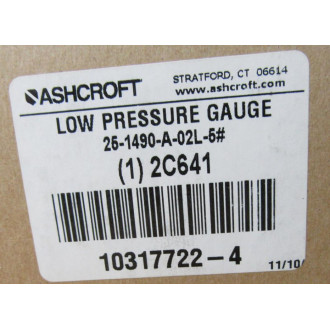 ASHCROFT
STRATFORD, CT 06614
www.ashcroft.com
LOW PRESSURE GAUGE
25-1490-A-02L-5#
(1) 2C641
10317722-4
11/10/